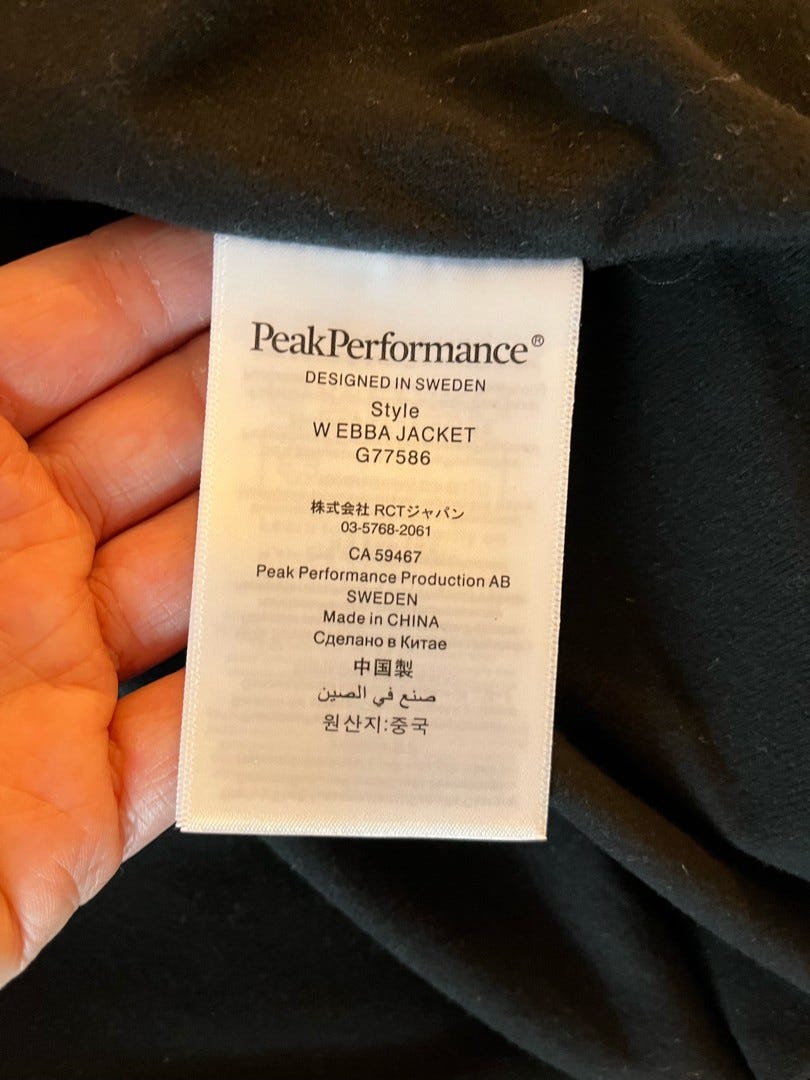 PeakPerformance®
DESIGNED IN SWEDEN
Style
W EBBA JACKET
G77586
株式会社 RCTジャパン
03-5768-2061
CA 59467
Peak Performance Production AB
SWEDEN
Made in CHINA
Сделано в Китае
中国製
صنع في الصين
원산지:중국